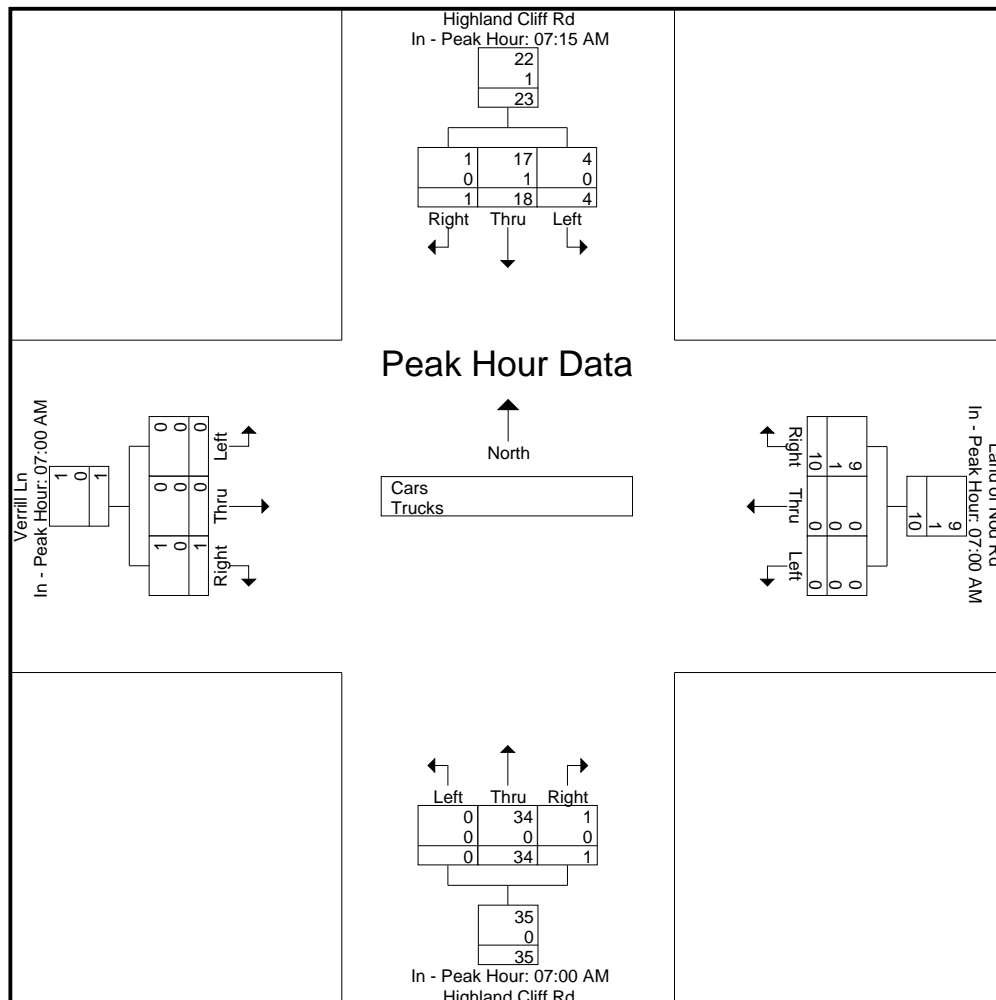 Highland Cliff Rd
In - Peak Hour: 07:15 AM
22
1
23
1 17 4
0 1 0
1 18 4
Right Thru Left
Peak Hour Data
North
Cars
Trucks
Verrill Ln
In - Peak Hour: 07:00 AM
1
0
1
0 0 0
0 0 0
1 0 1
Left
Thru
Right
Land of Nod Rd
In - Peak Hour: 07:00 AM
9
1
10
9 0 0
1 0 0
10 0 0
Right
Thru
Left
Left Thru Right
0 34 1
0 0 0
0 34 1
35
0
35
In - Peak Hour: 07:00 AM
Highland Cliff Rd